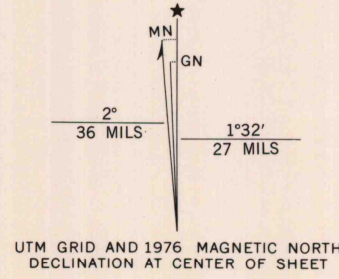 MN
GN
2°
36 MILS
1°32′
27 MILS
UTM GRID AND 1976 MAGNETIC NORTH
DECLINATION AT CENTER OF SHEET